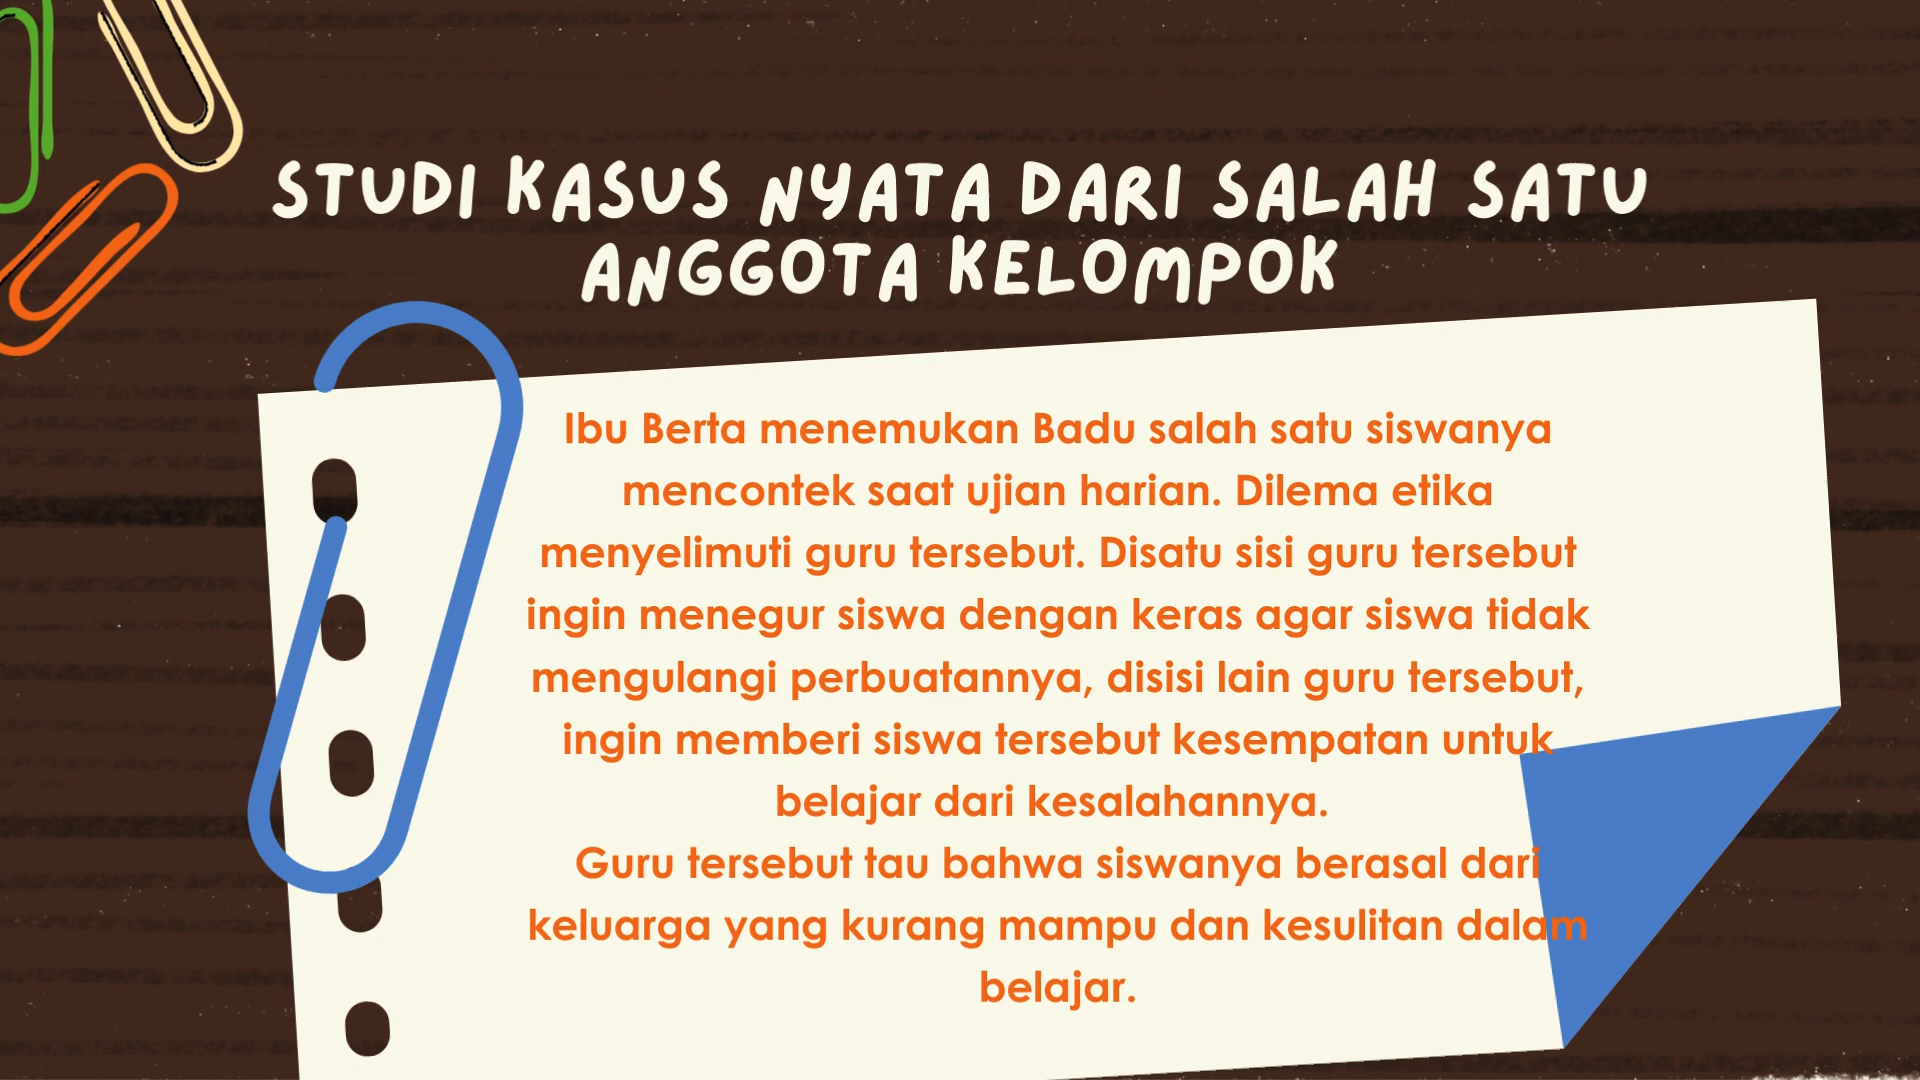 STUDI KASUS NYATA DARI SALAH SATU
ANGGOTA KELOMPOK
Ibu Berta menemukan Badu salah satu siswanya
mencontek saat ujian harian. Dilema etika
menyelimuti guru tersebut. Disatu sisi guru tersebut
ingin menegur siswa dengan keras agar siswa tidak
mengulangi perbuatannya, disisi lain guru tersebut,
ingin memberi siswa tersebut kesempatan untuk
belajar dari kesalahannya.
Guru tersebut tau bahwa siswanya berasal dari
keluarga yang kurang mampu dan kesulitan dalam
belajar.